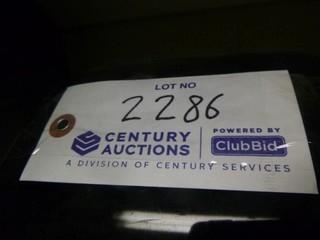 LOT NO
2286
CENTURY AUCTIONS
POWERED BY
ClubBid
A DIVISION OF CENTURY SERVICES